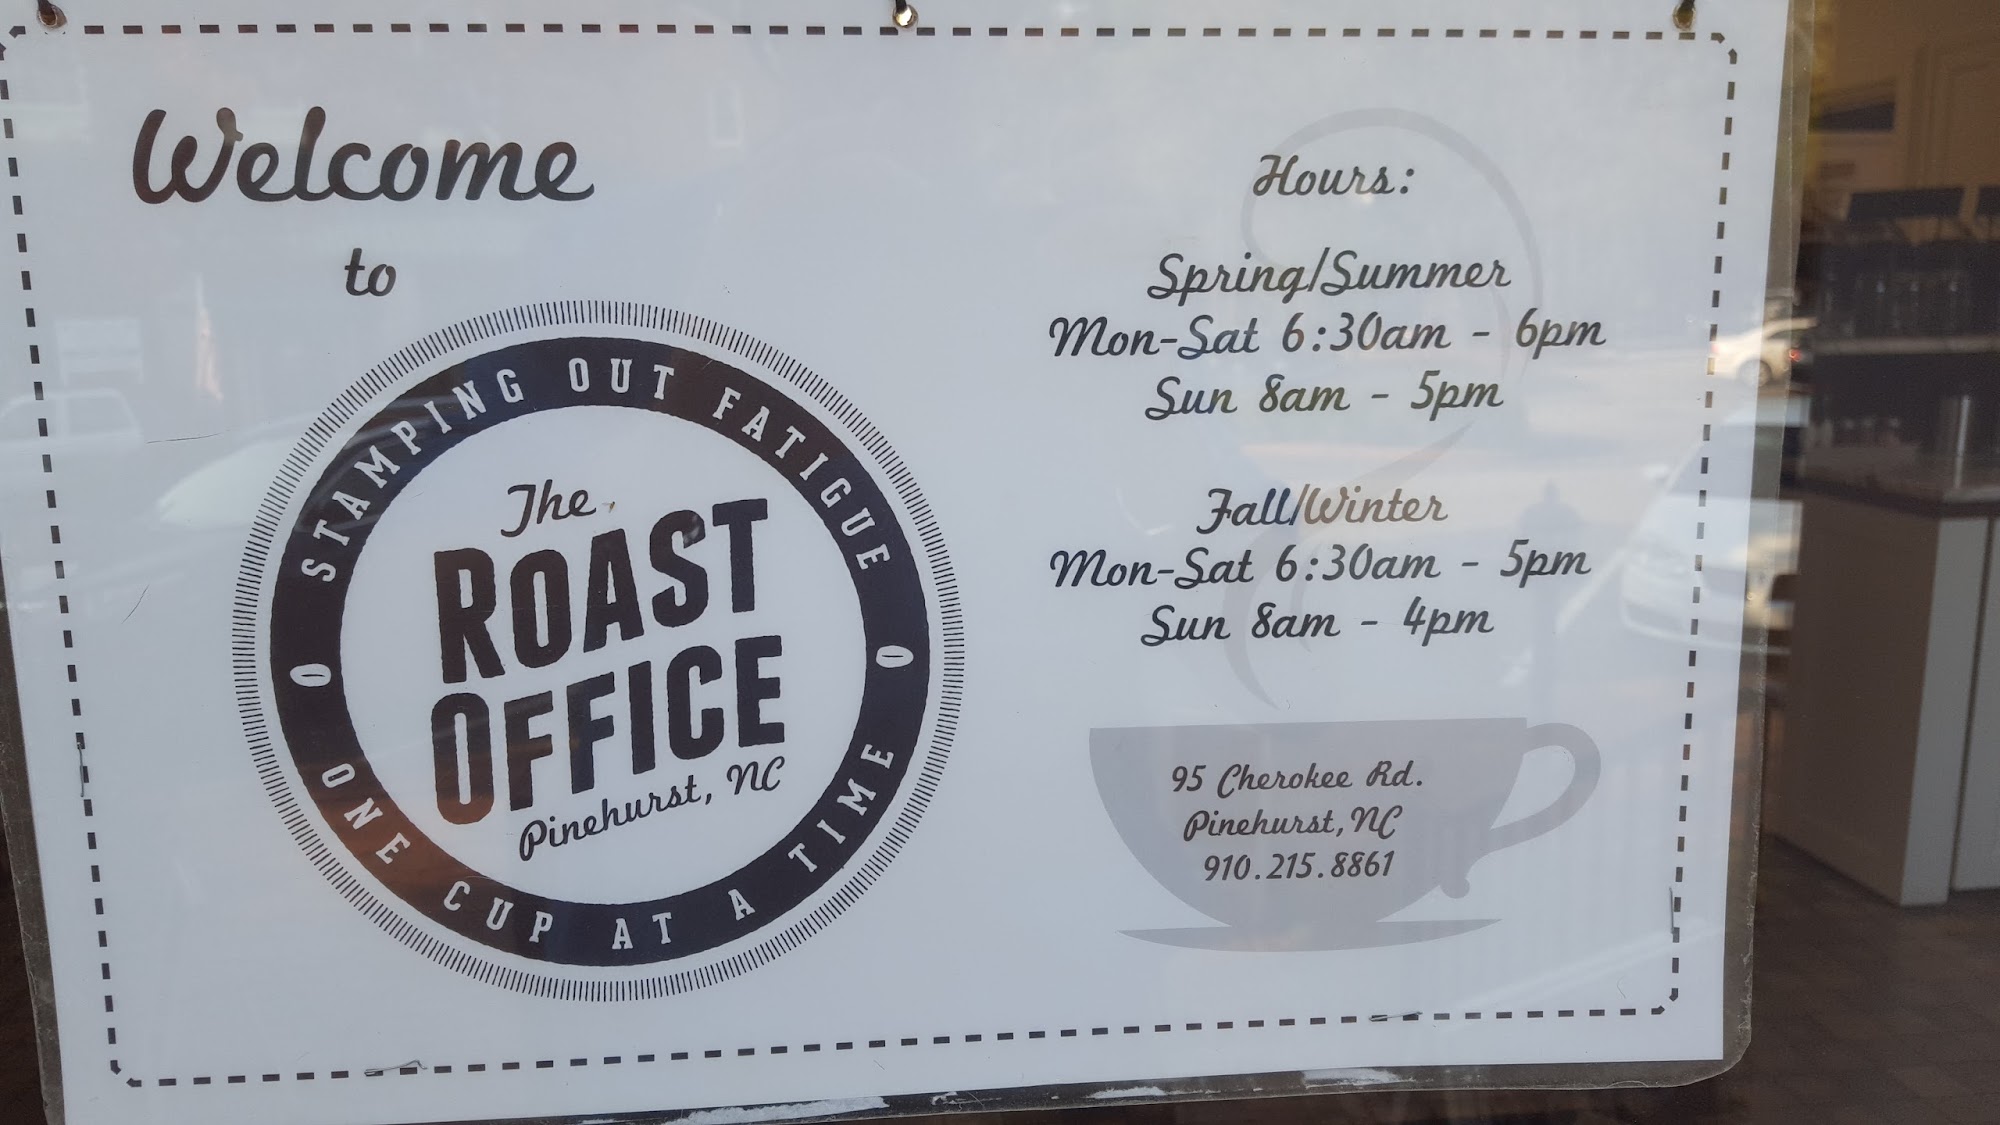 Welcome
to
STAMPING OUT FATIGUE
The
ROAST
OFFICE
Pinehurst, NC
ONE CUP AT A TIME
Hours:
Spring/Summer
Mon-Sat 6:30am - 6pm
Sun 8am - 5pm
Fall/Winter
Mon-Sat 6:30am - 5pm
Sun 8am - 4pm
95 Cherokee Rd.
Pinehurst, NC
910.215.8861